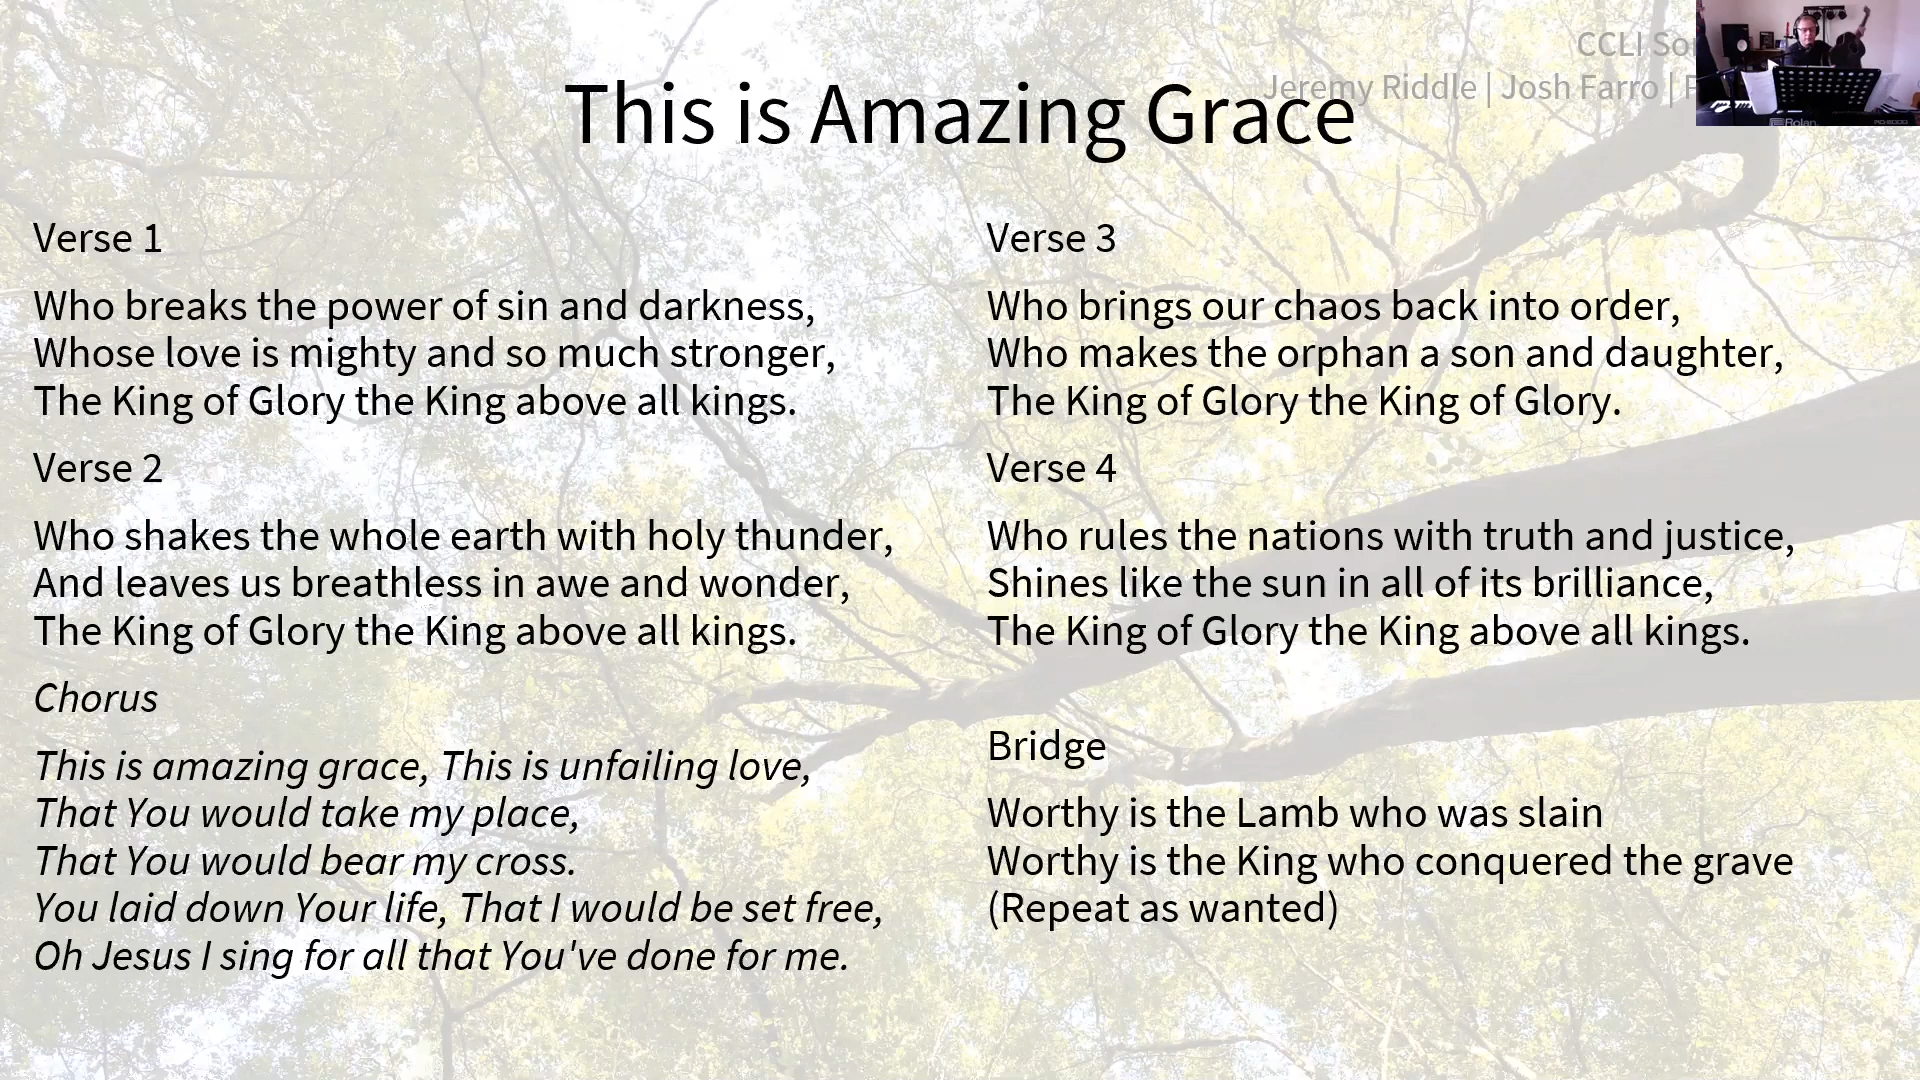 CCLI
Jeremy Riddle | Josh Farro |
This is Amazing Grace
Verse 1
Who breaks the power of sin and darkness,
Whose love is mighty and so much stronger,
The King of Glory the King above all kings.
Verse 2
Who shakes the whole earth with holy thunder,
And leaves us breathless in awe and wonder,
The King of Glory the King above all kings.
Chorus
This is amazing grace, This is unfailing love,
That You would take my place,
That You would bear my cross.
You laid down Your life, That I would be set free,
Oh Jesus I sing for all that You've done for me.
Verse 3
Who brings our chaos back into order,
Who makes the orphan a son and daughter,
The King of Glory the King of Glory.
Verse 4
Who rules the nations with truth and justice,
Shines like the sun in all of its brilliance,
The King of Glory the King above all kings.
Bridge
Worthy is the Lamb who was slain
Worthy is the King who conquered the grave
(Repeat as wanted)